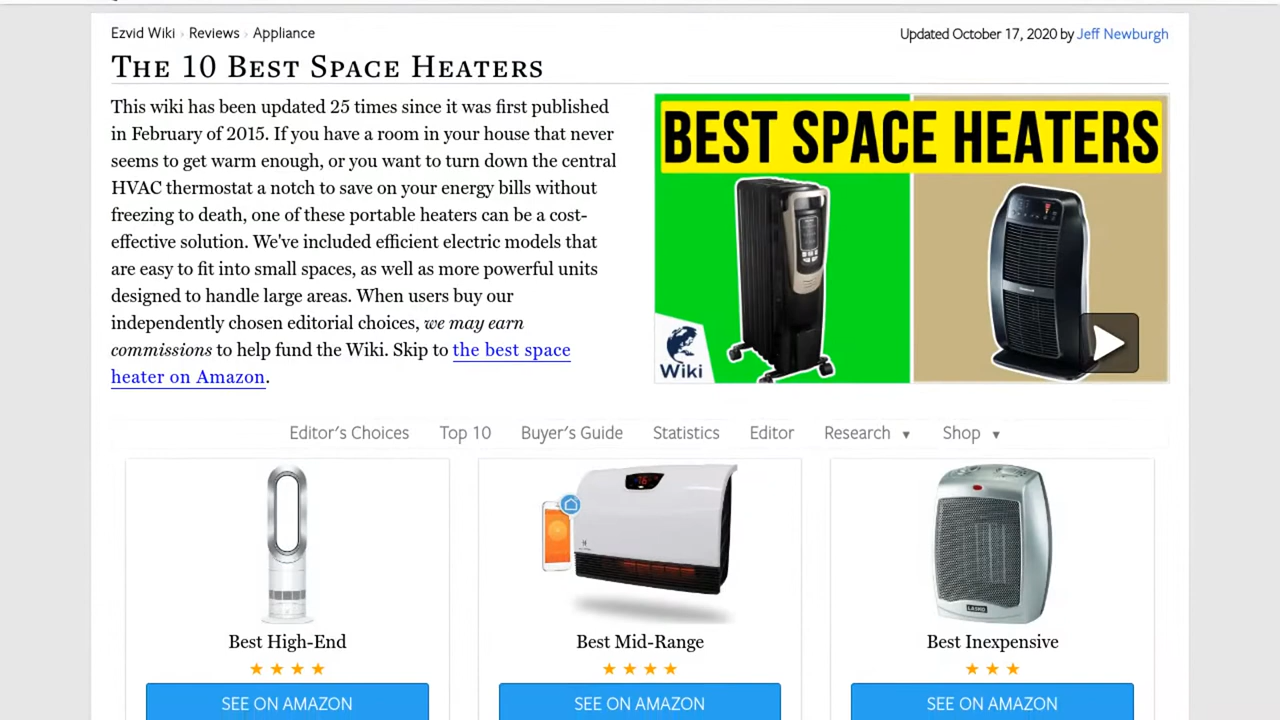 Ezvid Wiki › Reviews › Appliance
Updated October 17, 2020 by Jeff Newburgh
The 10 Best Space Heaters
This wiki has been updated 25 times since it was first published
in February of 2015. If you have a room in your house that never
seems to get warm enough, or you want to turn down the central
HVAC thermostat a notch to save on your energy bills without
freezing to death, one of these portable heaters can be a cost-
effective solution. We've included efficient electric models that
are easy to fit into small spaces, as well as more powerful units
designed to handle large areas. When users buy our
independently chosen editorial choices, we may earn
commissions to help fund the Wiki. Skip to the best space
heater on Amazon.
BEST SPACE HEATERS
Wiki
Editor's Choices Top 10 Buyer's Guide Statistics Editor Research ▼ Shop ▼
LASKO
Best High-End Best Mid-Range Best Inexpensive
★ ★ ★ ★ ★ ★ ★ ★ ★ ★ ★
SEE ON AMAZON SEE ON AMAZON SEE ON AMAZON